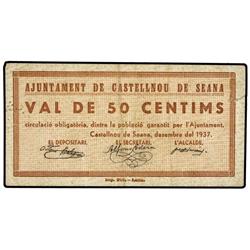 AJUNTAMENT DE CASTELLNOU DE SEANA
VAL DE 50 CENTIMS
circulació obligatòria, dintre la població garantit per l'Ajuntament.
Castellnou de Seana, desembre del 1937.
EL DEPOSITARI. EL SECRETARI. L'ALCALDE.